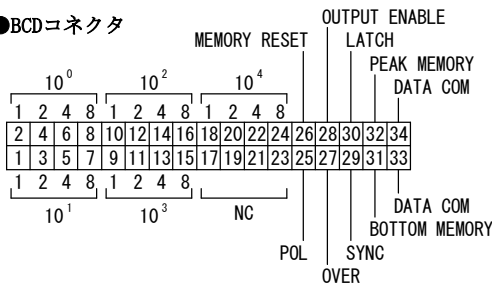 ●BCDコネクタ
OUTPUT ENABLE
MEMORY RESET LATCH
PEAK MEMORY
DATA COM
10⁰ 10² 10⁴
1 2 4 8 1 2 4 8 1 2 4 8
2 4 6 8 10 12 14 16 18 20 22 24 26 28 30 32 34
1 3 5 7 9 11 13 15 17 19 21 23 25 27 29 31 33
1 2 4 8 1 2 4 8
10¹ 10³ NC
DATA COM
BOTTOM MEMORY
POL SYNC
OVER